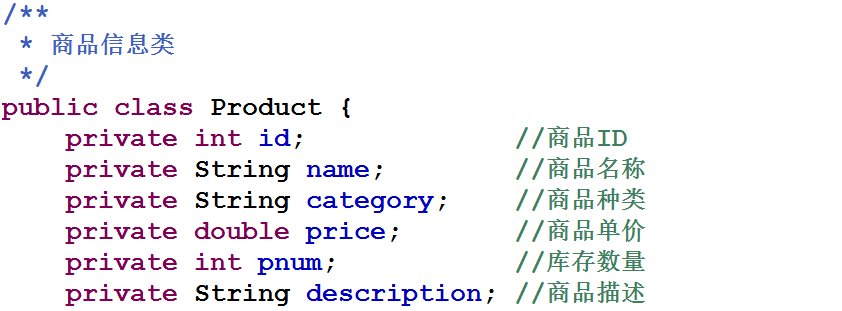 /**
 * 商品信息类
 */
public class Product {
    private int id;             //商品ID
    private String name;        //商品名称
    private String category;    //商品种类
    private double price;       //商品单价
    private int pnum;           //库存数量
    private String description; //商品描述